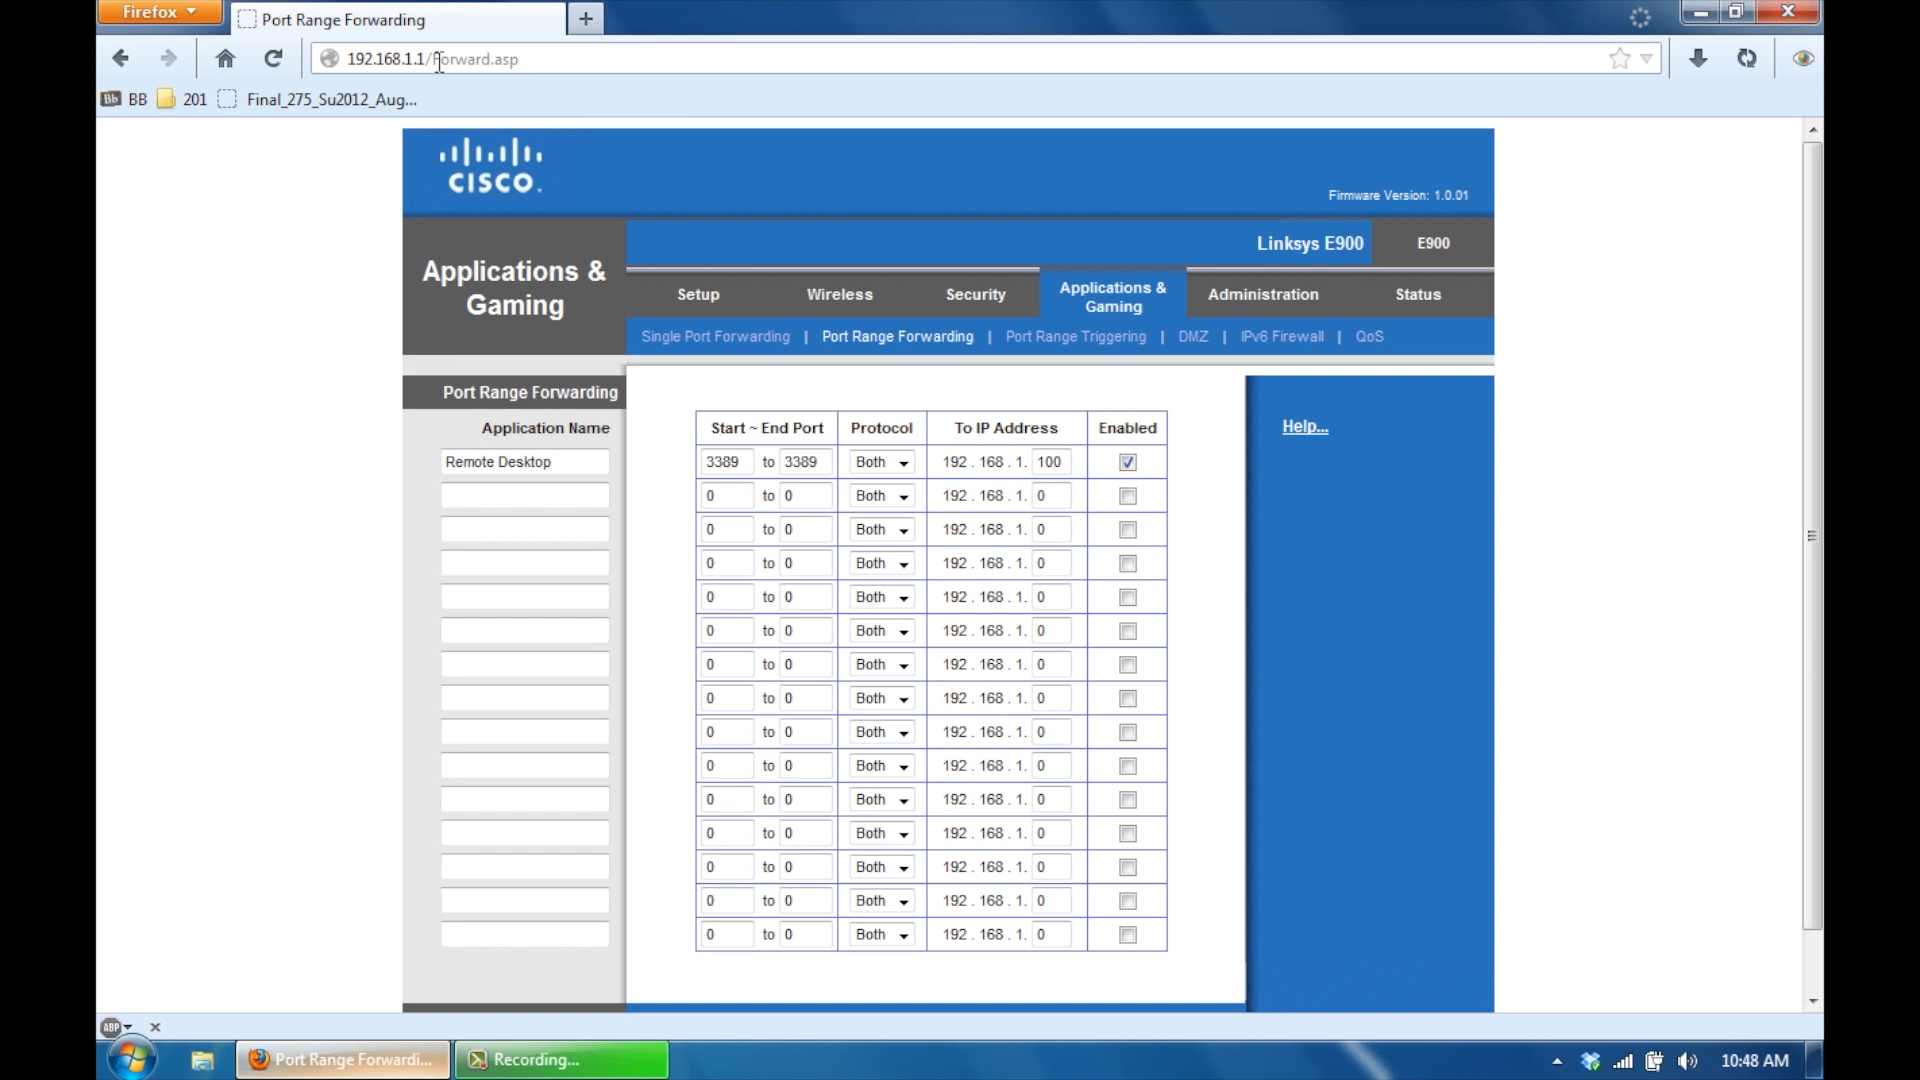 Firefox
Port Range Forwarding
192.168.1.1/Forward.asp
BB
201
Final_275_Su2012_Aug...
CISCO.
Firmware Version: 1.0.01
Linksys E900
E900
Applications & Gaming
Setup
Wireless
Security
Applications & Gaming
Administration
Status
Single Port Forwarding | Port Range Forwarding | Port Range Triggering | DMZ | IPv6 Firewall | QoS
Port Range Forwarding
Application Name
Start ~ End Port Protocol To IP Address Enabled
Help...
Remote Desktop 3389 to 3389 Both 192 . 168 . 1. 100
0 to 0 Both 192 . 168 . 1. 0
0 to 0 Both 192 . 168 . 1. 0
0 to 0 Both 192 . 168 . 1. 0
0 to 0 Both 192 . 168 . 1. 0
0 to 0 Both 192 . 168 . 1. 0
0 to 0 Both 192 . 168 . 1. 0
0 to 0 Both 192 . 168 . 1. 0
0 to 0 Both 192 . 168 . 1. 0
0 to 0 Both 192 . 168 . 1. 0
0 to 0 Both 192 . 168 . 1. 0
0 to 0 Both 192 . 168 . 1. 0
0 to 0 Both 192 . 168 . 1. 0
0 to 0 Both 192 . 168 . 1. 0
0 to 0 Both 192 . 168 . 1. 0
ABP
Port Range Forwardi...
Recording...
10:48 AM